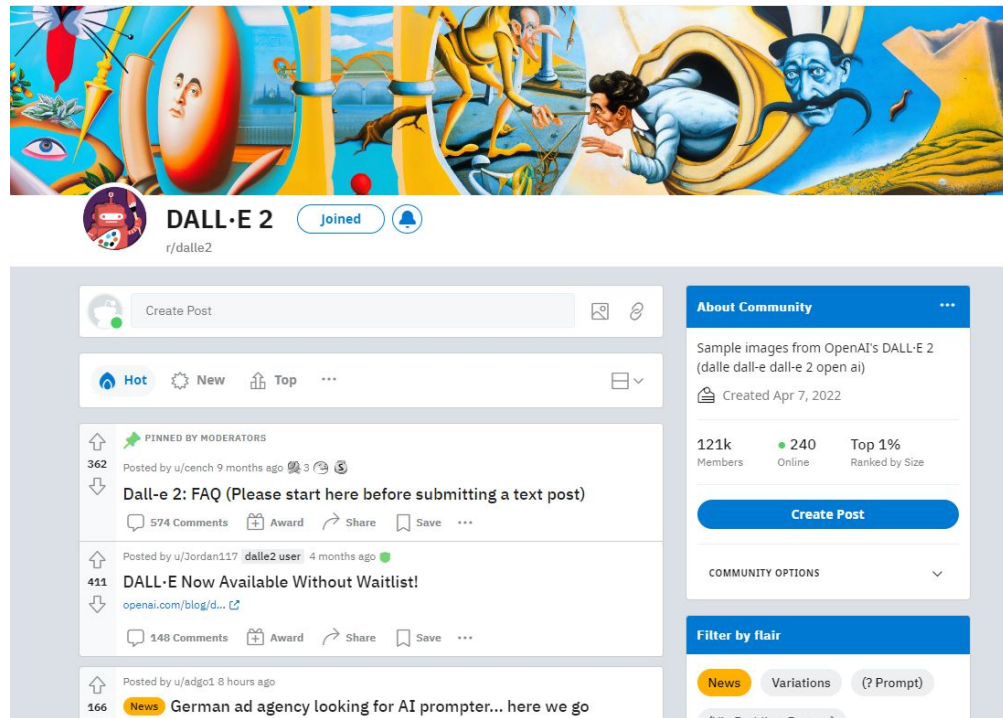 DALL·E 2
Joined
r/dalle2
Create Post
Hot
New
Top
PINNED BY MODERATORS
362
Posted by u/cench 9 months ago
3
S
Dall-e 2: FAQ (Please start here before submitting a text post)
574 Comments
Award
Share
Save
Posted by u/Jordan117 dalle2 user 4 months ago
411
DALL·E Now Available Without Waitlist!
openai.com/blog/d...
148 Comments
Award
Share
Save
Posted by u/adgo1 8 hours ago
166
News German ad agency looking for AI prompter... here we go
About Community
Sample images from OpenAI's DALL·E 2
(dalle dall-e dall-e 2 open ai)
Created Apr 7, 2022
121k
240
Top 1%
Members
Online
Ranked by Size
Create Post
COMMUNITY OPTIONS
Filter by flair
News
Variations
(? Prompt)